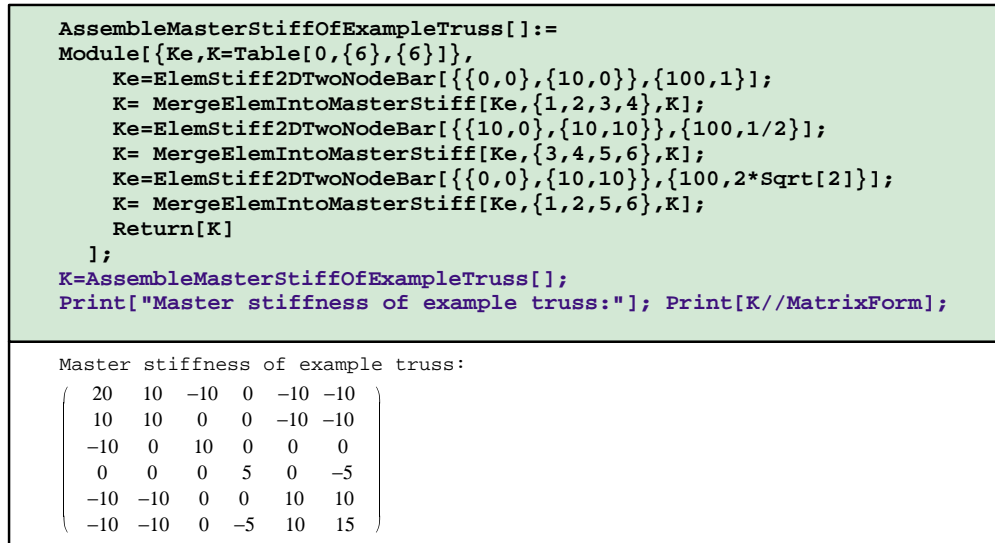 AssembleMasterStiffOfExampleTruss[]:=
Module[{Ke,K=Table[0,{6},{6}]},
Ke=ElemStiff2DTwoNodeBar[{{0,0},{10,0}},{100,1}];
K= MergeElemIntoMasterStiff[Ke,{1,2,3,4},K];
Ke=ElemStiff2DTwoNodeBar[{{10,0},{10,10}},{100,1/2}];
K= MergeElemIntoMasterStiff[Ke,{3,4,5,6},K];
Ke=ElemStiff2DTwoNodeBar[{{0,0},{10,10}},{100,2*Sqrt[2]}];
K= MergeElemIntoMasterStiff[Ke,{1,2,5,6},K];
Return[K]
];
K=AssembleMasterStiffOfExampleTruss[];
Print["Master stiffness of example truss:"]; Print[K//MatrixForm];
Master stiffness of example truss:
20 10 −10 0 −10 −10
10 10 0 0 −10 −10
−10 0 10 0 0 0
0 0 0 5 0 −5
−10 −10 0 0 10 10
−10 −10 0 −5 10 15